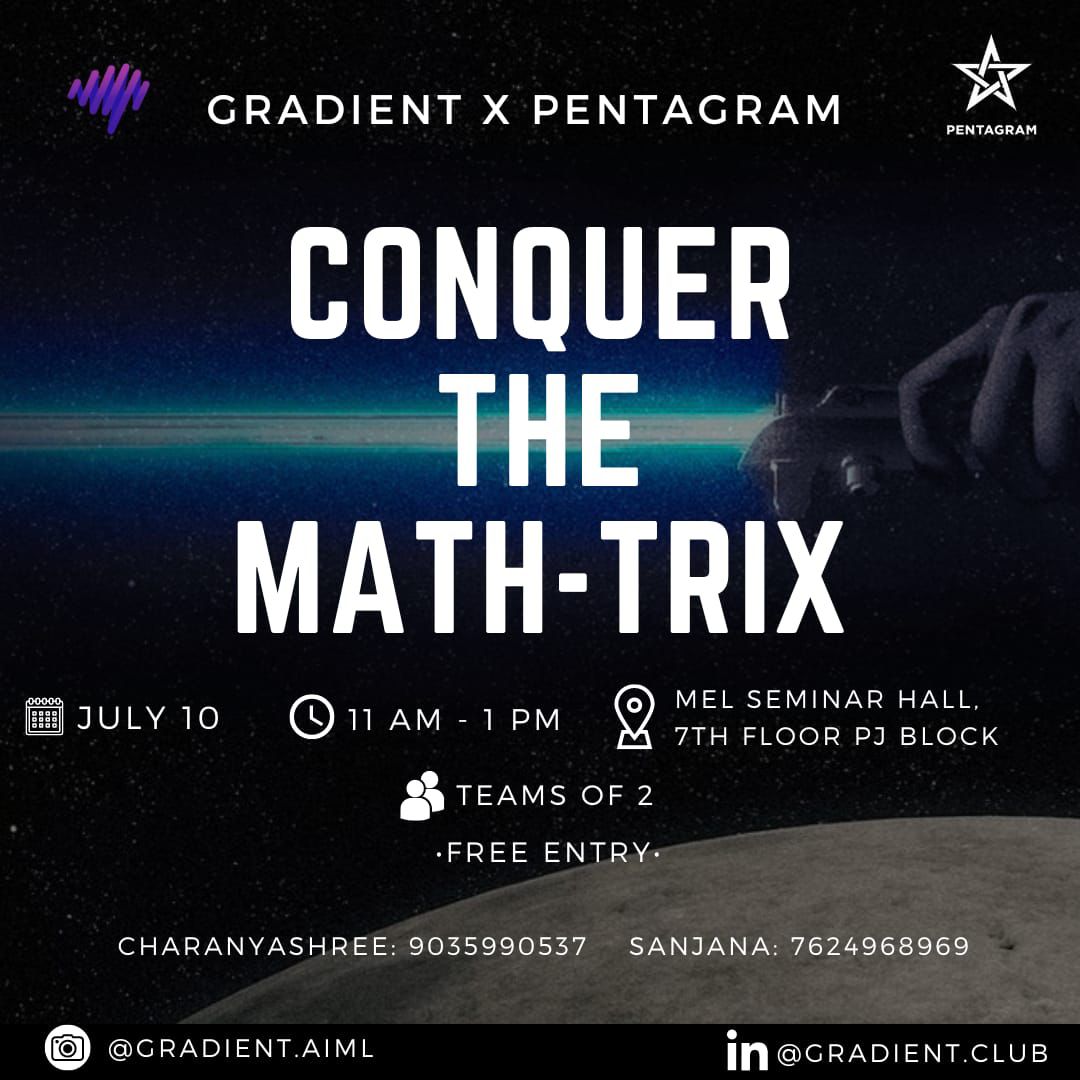 GRADIENT X PENTAGRAM
PENTAGRAM
CONQUER
THE
MATH-TRIX
JULY 10
11 AM - 1 PM
MEL SEMINAR HALL,
7TH FLOOR PJ BLOCK
TEAMS OF 2
•FREE ENTRY•
CHARANYASHREE: 9035990537
SANJANA: 7624968969
@GRADIENT.AIML
in @GRADIENT.CLUB